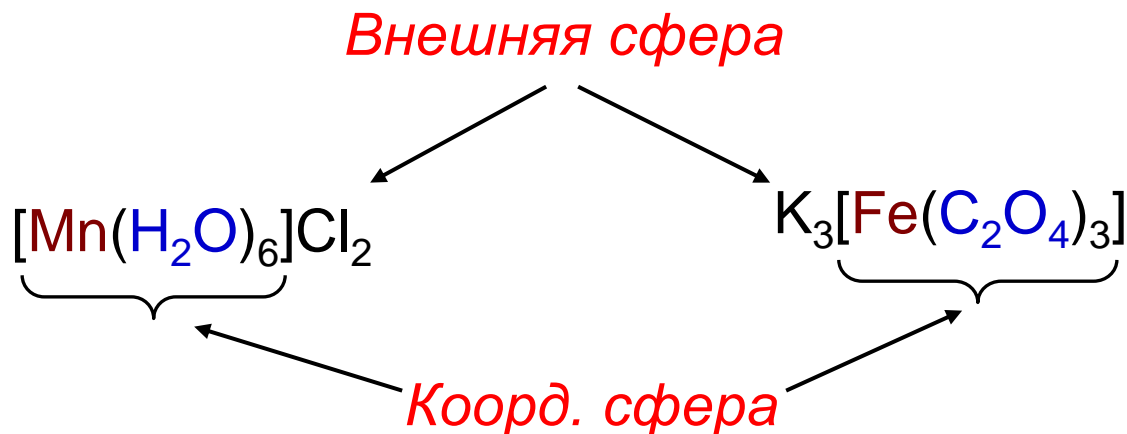 Внешняя сфера
[Mn(H₂O)₆]Cl₂
K₃[Fe(C₂O₄)₃]
Коорд. сфера